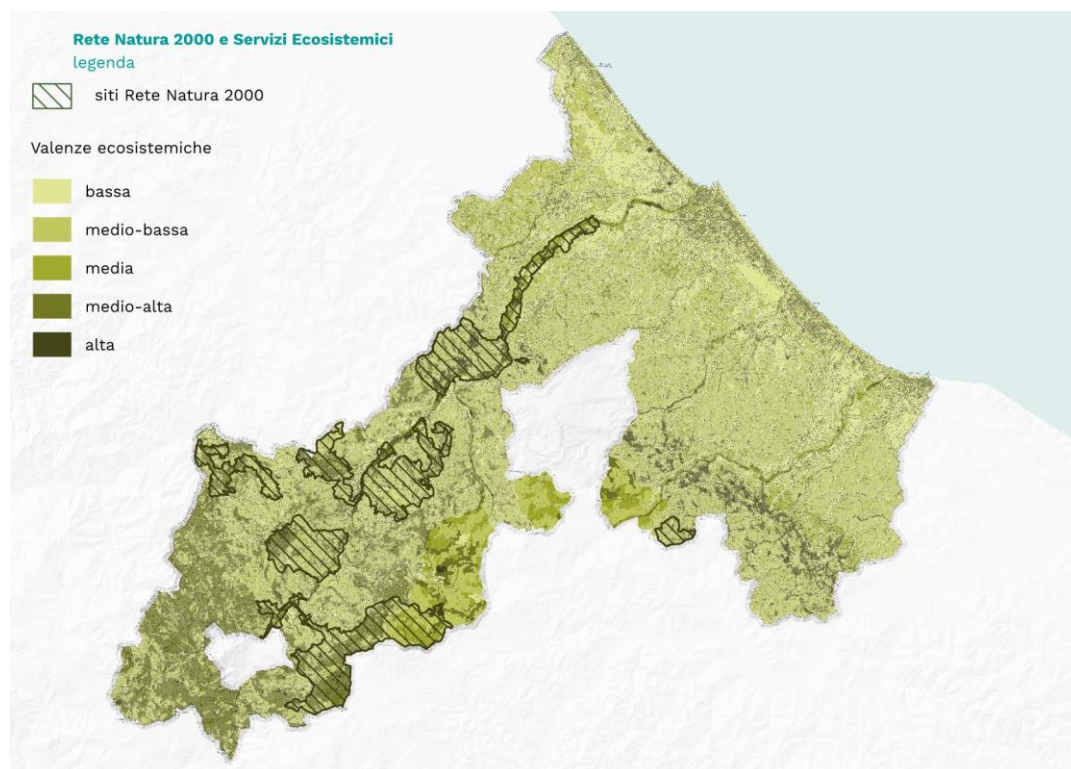 Rete Natura 2000 e Servizi Ecosistemici
legenda
siti Rete Natura 2000
Valenze ecosistemiche
bassa
medio-bassa
media
medio-alta
alta